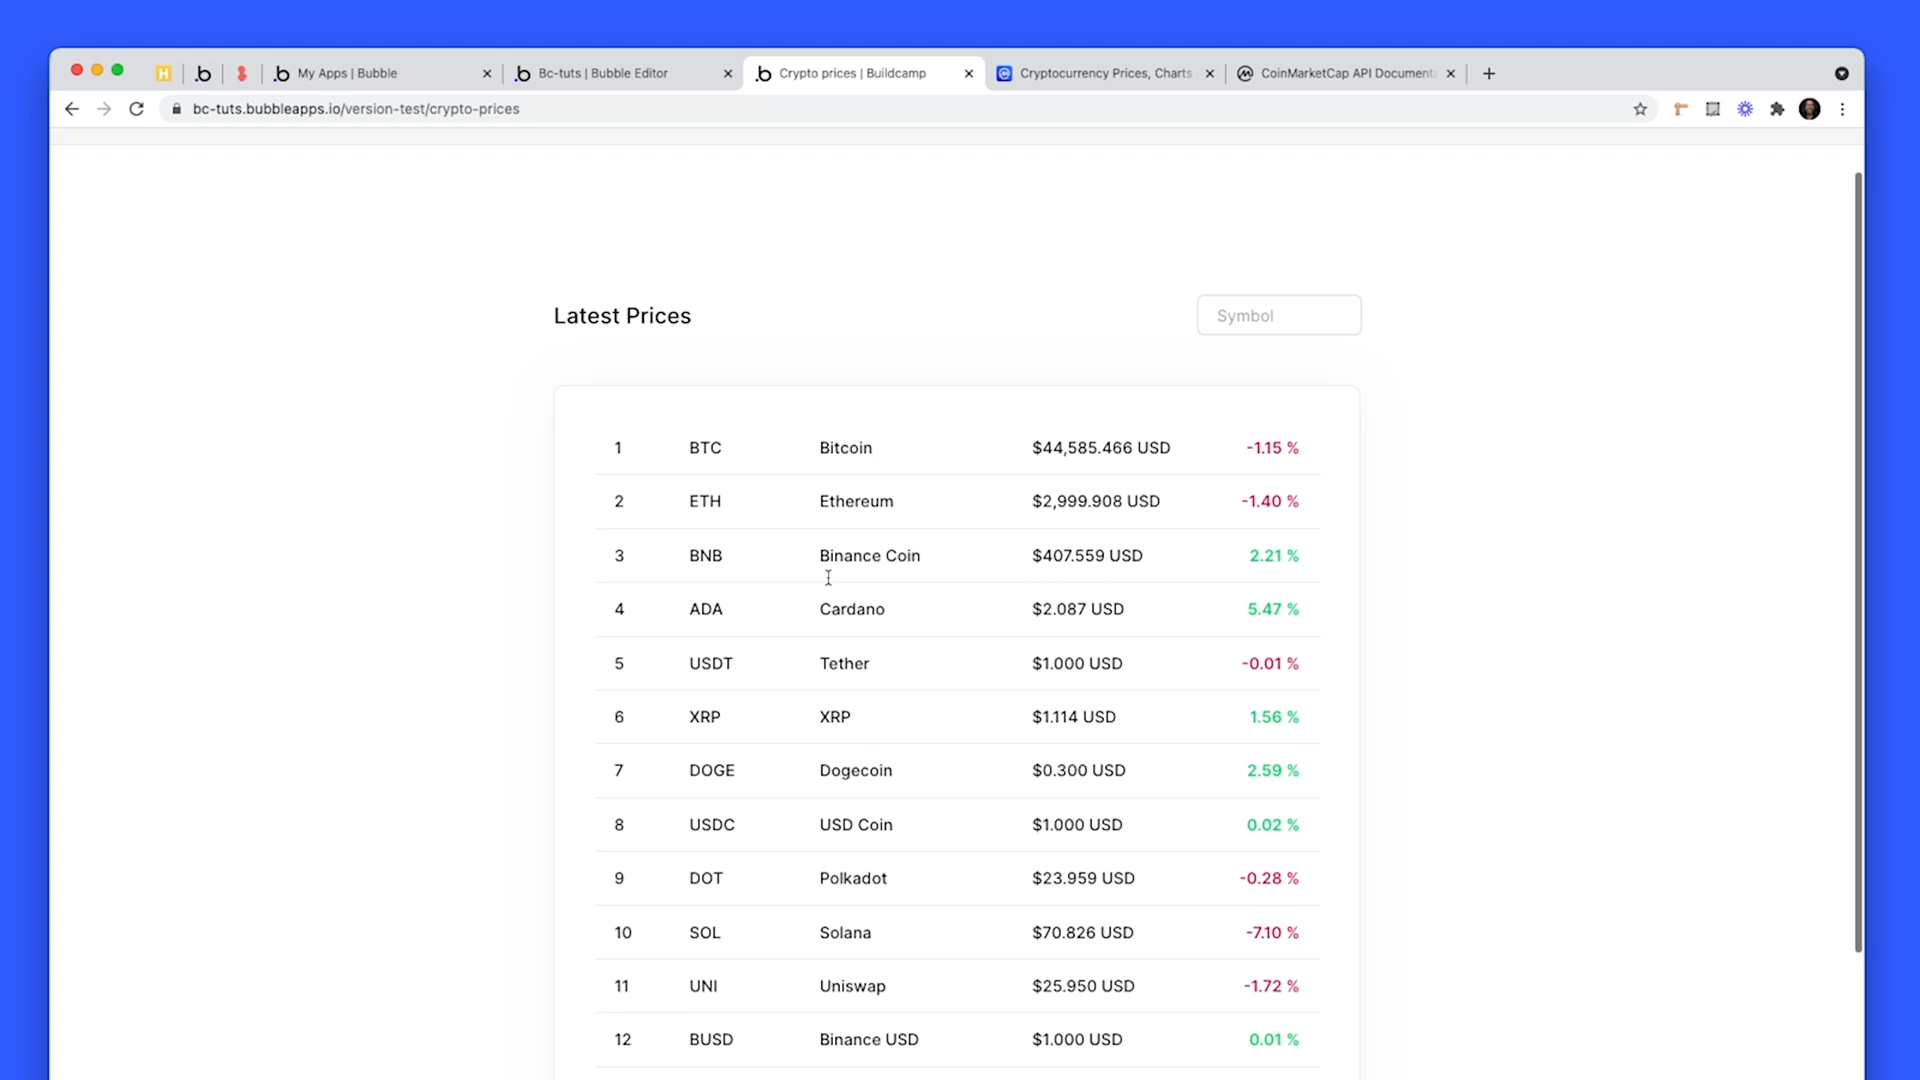 H
b
My Apps | Bubble
b
Bc-tuts | Bubble Editor
b
Crypto prices | Buildcamp
Cryptocurrency Prices, Charts
CoinMarketCap API Documenta
bc-tuts.bubbleapps.io/version-test/crypto-prices
Latest Prices
Symbol
1 BTC Bitcoin $44,585.466 USD -1.15 %
2 ETH Ethereum $2,999.908 USD -1.40 %
3 BNB Binance Coin $407.559 USD 2.21 %
4 ADA Cardano $2.087 USD 5.47 %
5 USDT Tether $1.000 USD -0.01 %
6 XRP XRP $1.114 USD 1.56 %
7 DOGE Dogecoin $0.300 USD 2.59 %
8 USDC USD Coin $1.000 USD 0.02 %
9 DOT Polkadot $23.959 USD -0.28 %
10 SOL Solana $70.826 USD -7.10 %
11 UNI Uniswap $25.950 USD -1.72 %
12 BUSD Binance USD $1.000 USD 0.01 %